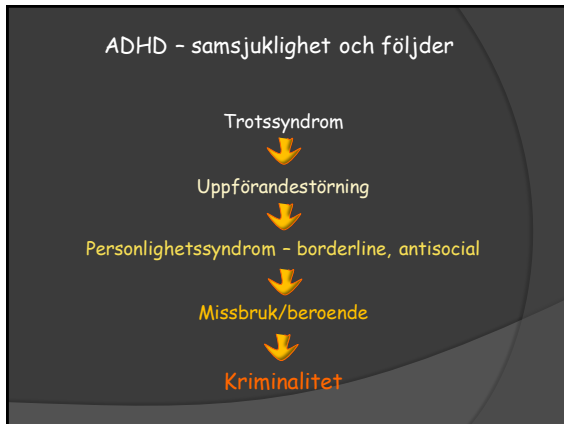 ADHD – samsjuklighet och följder
Trotssyndrom
Uppförandestörning
Personlighetssyndrom – borderline, antisocial
Missbruk/beroende
Kriminalitet